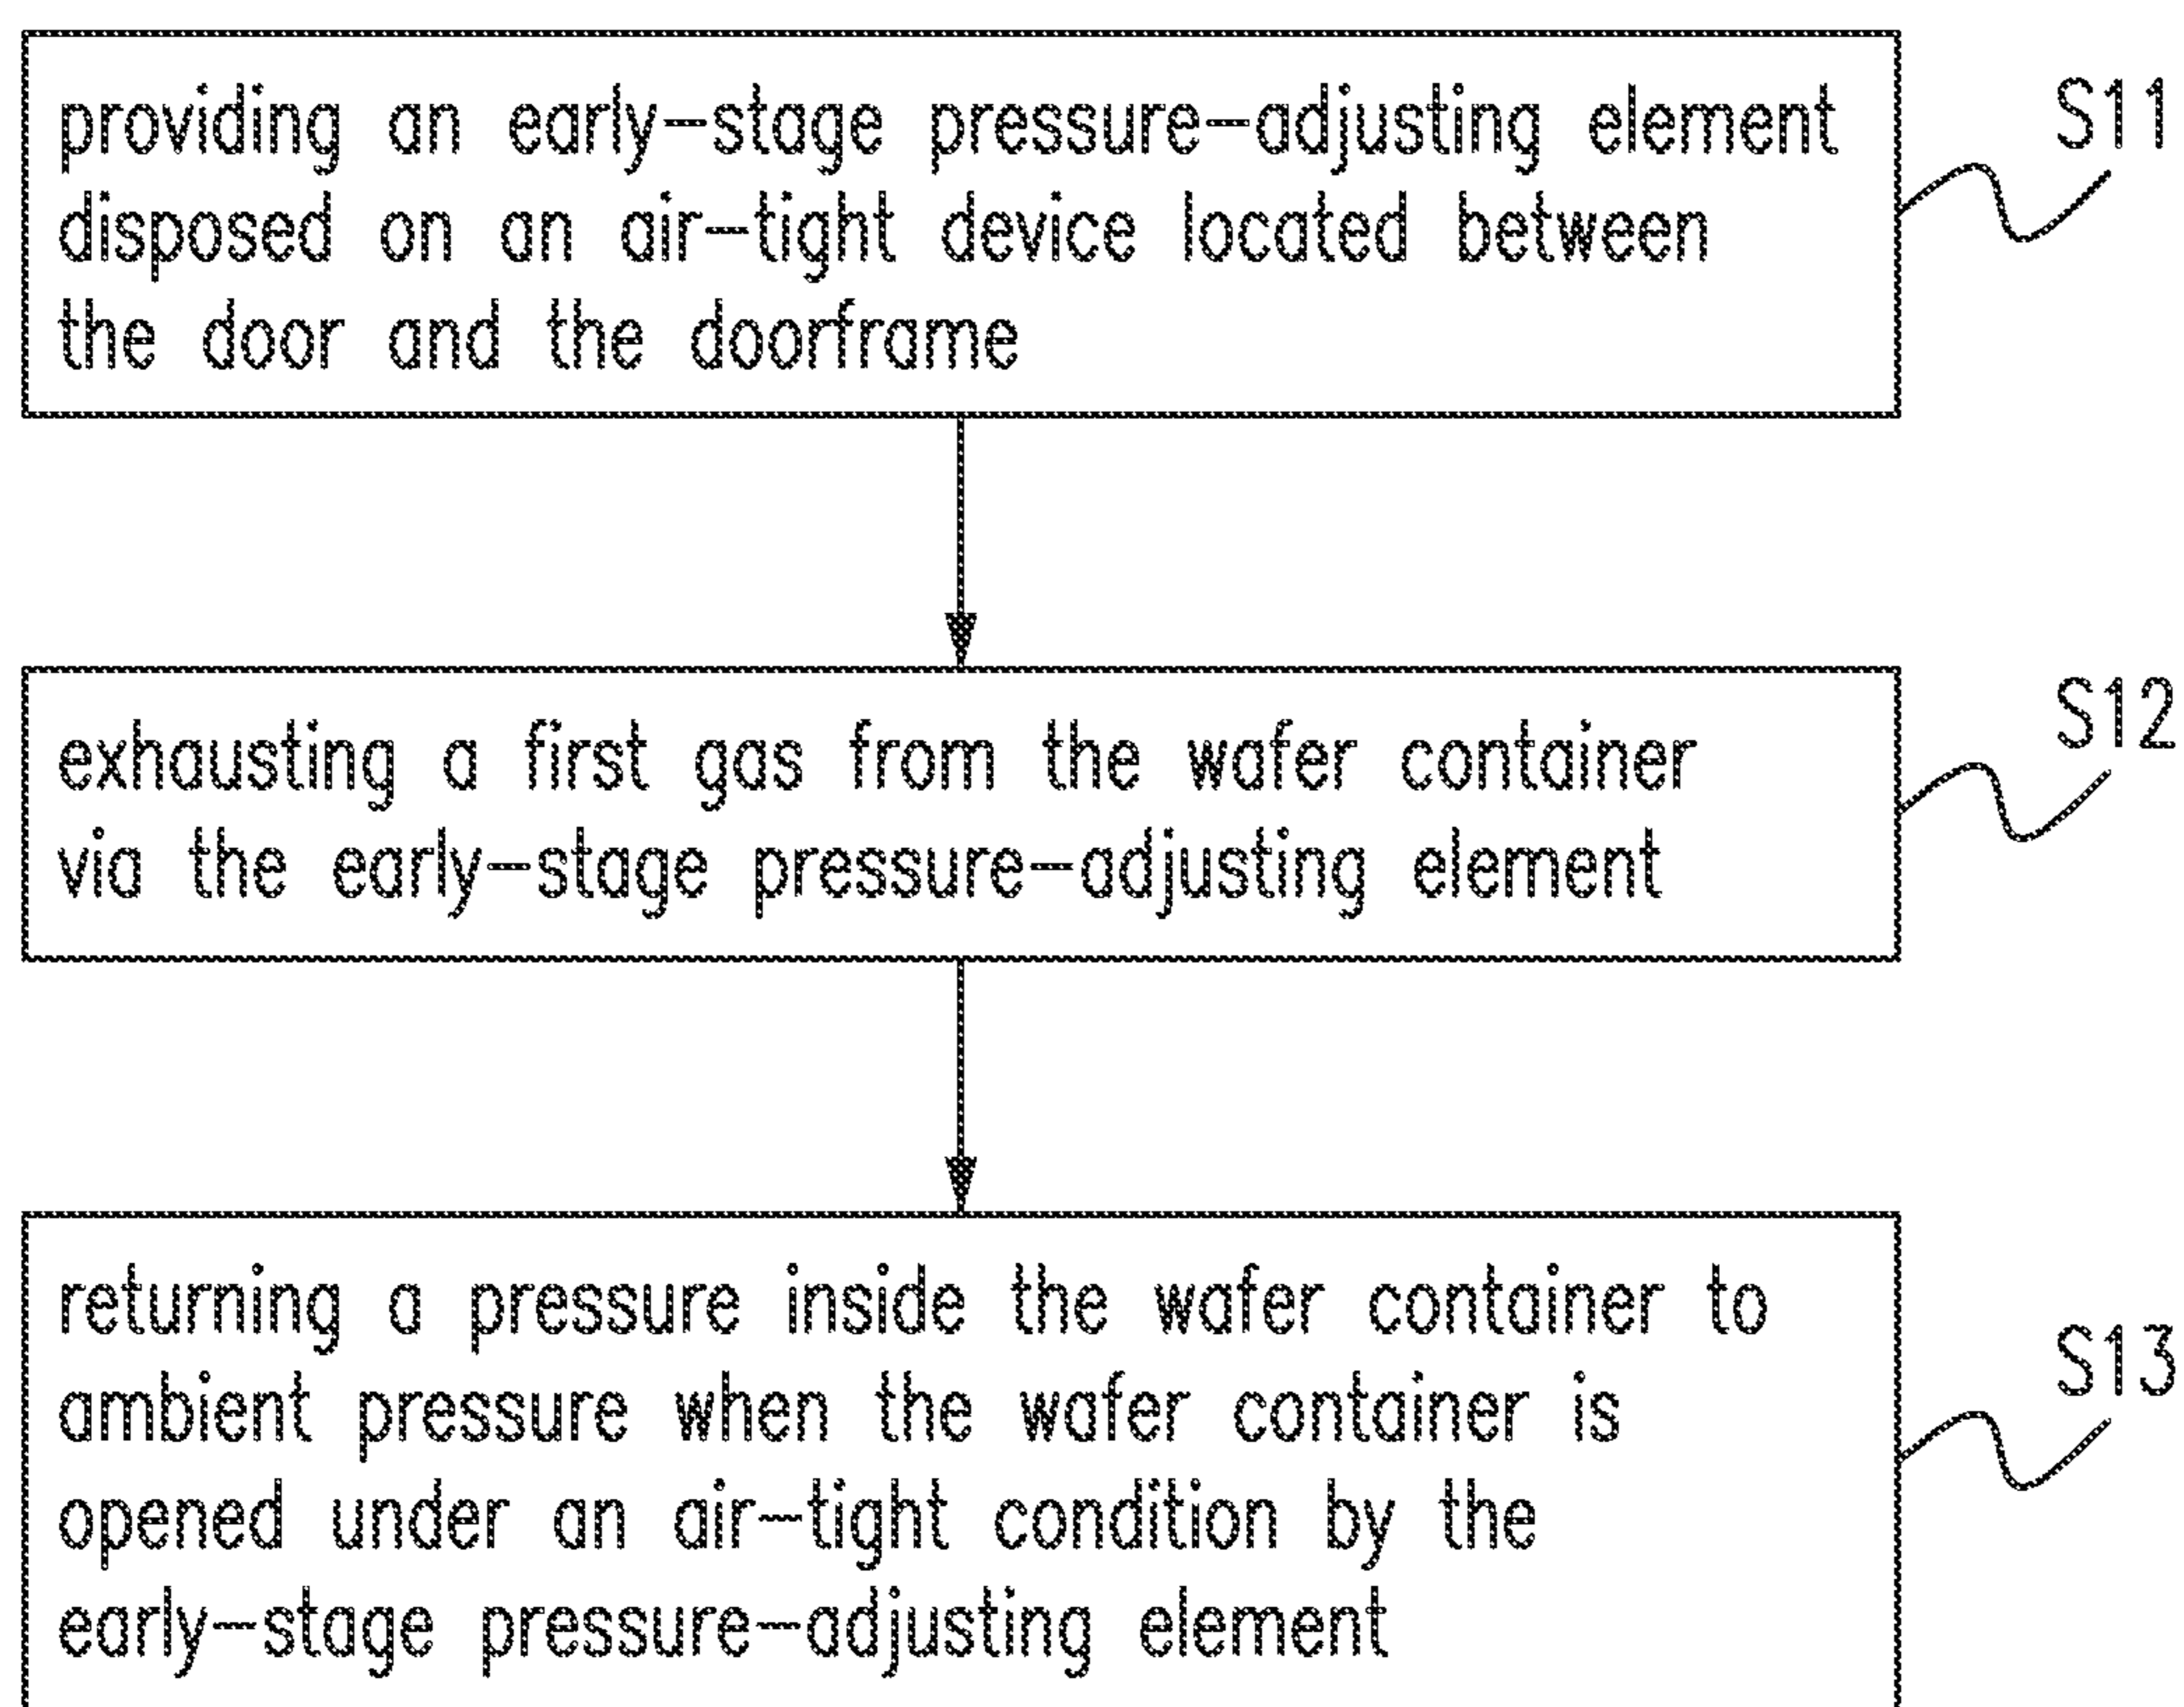 providing an early-stage pressure-adjusting element
disposed on an air-tight device located between
the door and the doorframe
S11
exhausting a first gas from the wafer container
via the early-stage pressure-adjusting element
S12
returning a pressure inside the wafer container to
ambient pressure when the wafer container is
opened under an air-tight condition by the
early-stage pressure-adjusting element
S13